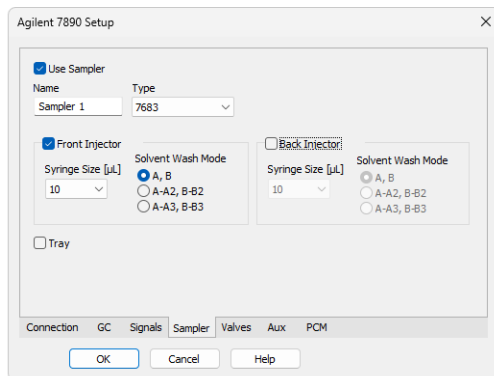 Agilent 7890 Setup
Use Sampler
Name Type
Sampler 1 7683
Front Injector
Syringe Size [µL] Solvent Wash Mode
10
A, B
A-A2, B-B2
A-A3, B-B3
Back Injector
Syringe Size [µL] Solvent Wash Mode
10
A, B
A-A2, B-B2
A-A3, B-B3
Tray
Connection GC Signals Sampler Valves Aux PCM
OK Cancel Help